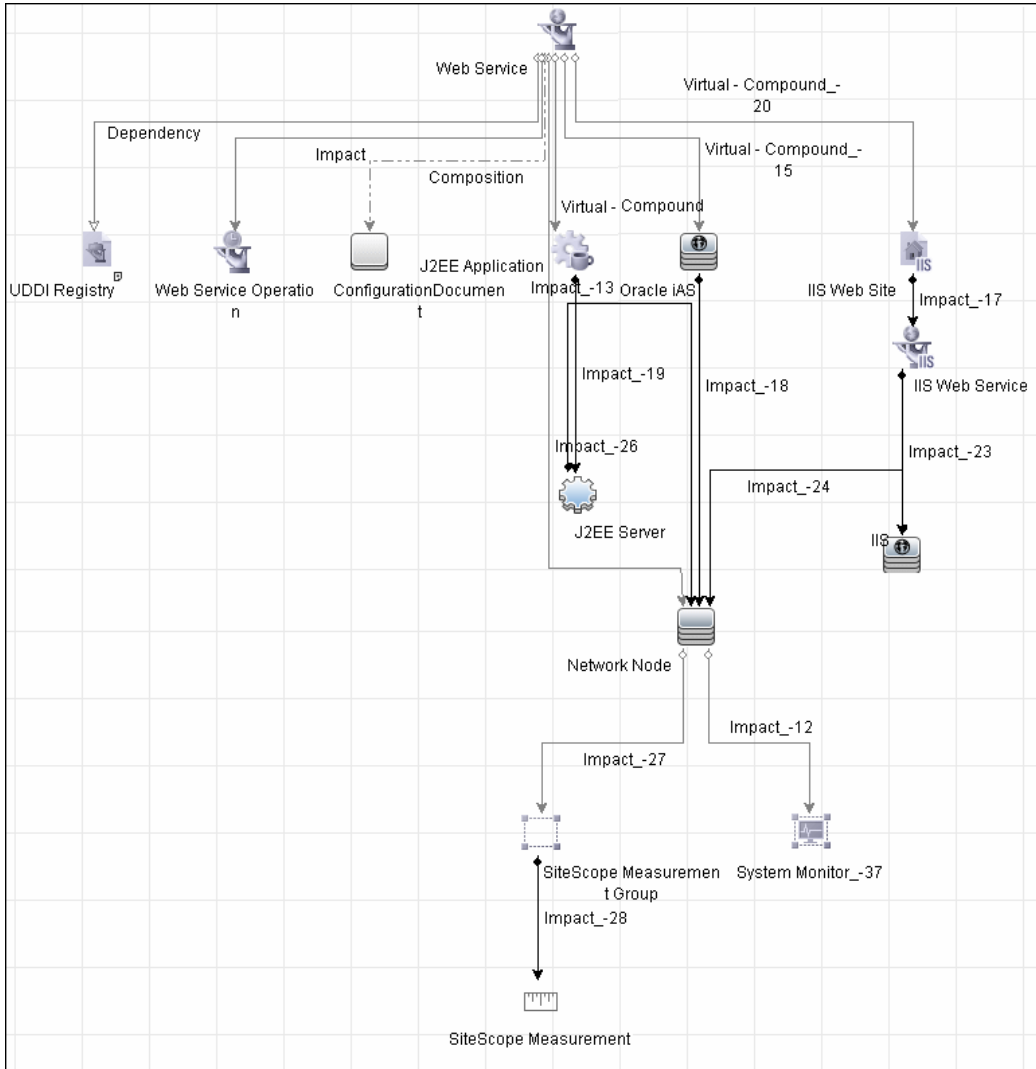 Web Service
Virtual - Compound_-
20
Dependency
Impact
Virtual - Compound_-
15
Composition
Virtual - Compound
UDDI Registry
Web Service Operatio
n
ConfigurationDocumen
t
J2EE Application
Impact_-13
Oracle iAS
IIS
IIS Web Site
Impact_-17
IIS
IIS Web Service
Impact_-19
Impact_-18
Impact_-26
Impact_-23
Impact_-24
J2EE Server
IIS
Network Node
Impact_-12
Impact_-27
SiteScope Measuremen
t Group
System Monitor_-37
Impact_-28
SiteScope Measurement